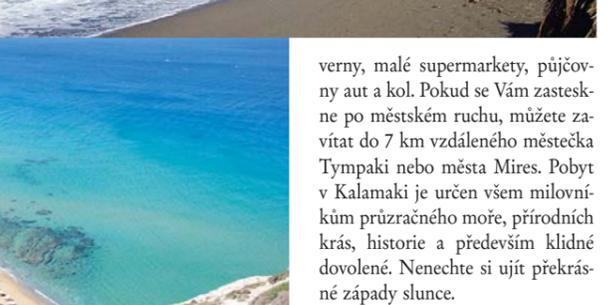 verny, malé supermarkety, půjčov-
ny aut a kol. Pokud se Vám zastesk-
ne po městském ruchu, můžete za-
vítat do 7 km vzdáleného městečka
Tympaki nebo města Mires. Pobyt
v Kalamaki je určen všem milovní-
kům průzračného moře, přírodních
krás, historie a především klidné
dovolené. Nenechte si ujít překrás-
né západy slunce.